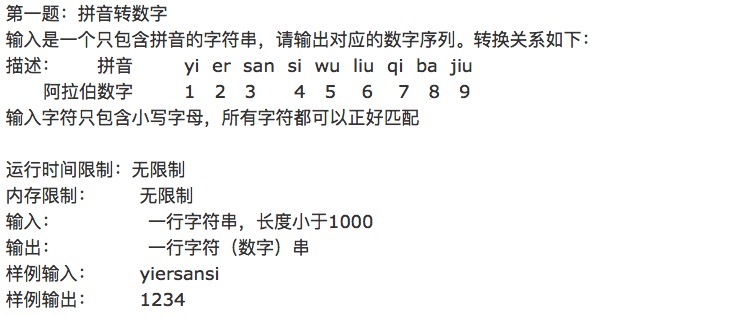 第一题：拼音转数字
输入是一个只包含拼音的字符串，请输出对应的数字序列。转换关系如下：
描述： 拼音 yi er san si wu liu qi ba jiu
阿拉伯数字 1 2 3 4 5 6 7 8 9
输入字符只包含小写字母，所有字符都可以正好匹配
运行时间限制：无限制
内存限制： 无限制
输入： 一行字符串，长度小于1000
输出： 一行字符（数字）串
样例输入： yiersansi
样例输出： 1234